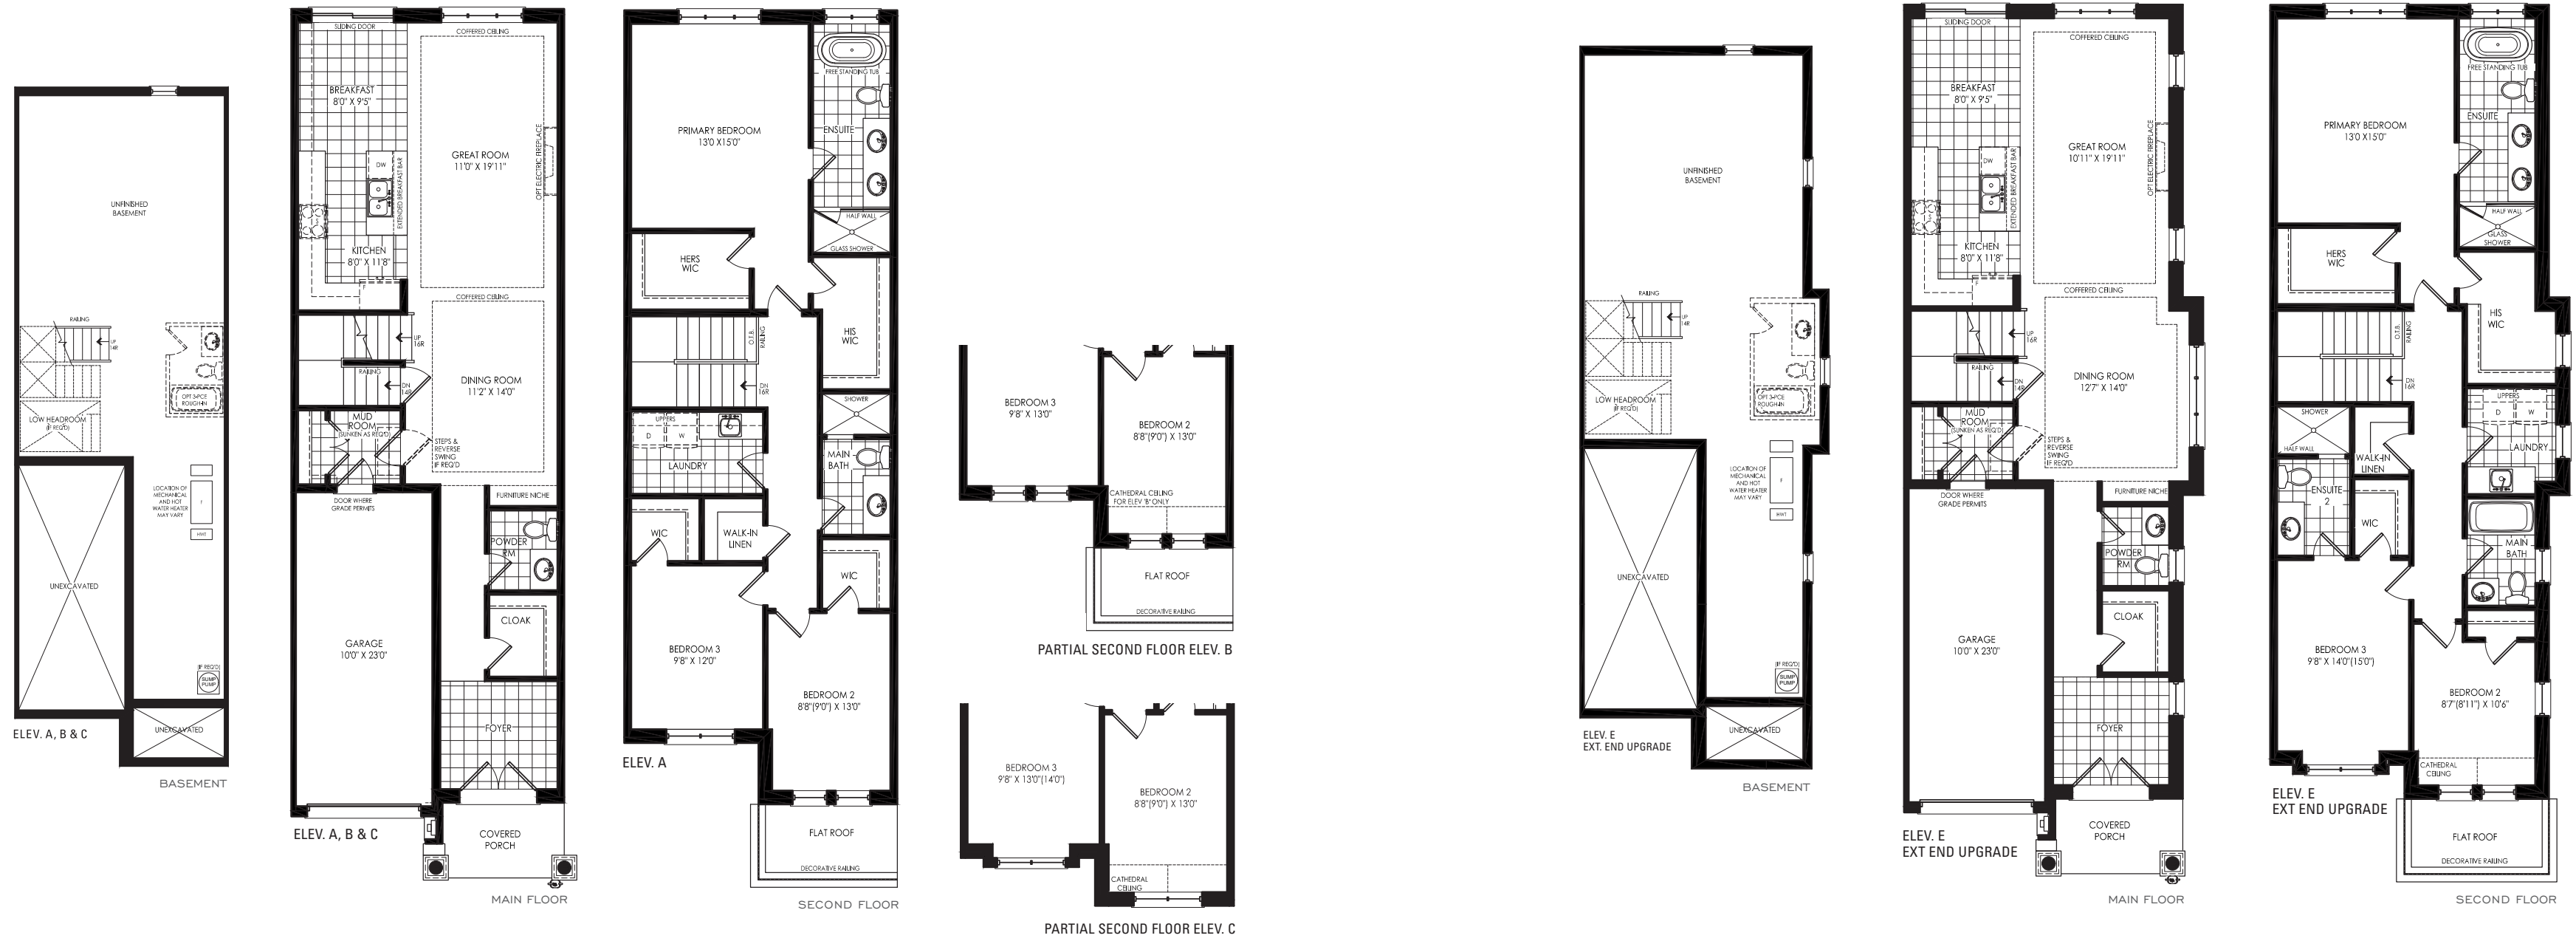 UNFINISHED
BASEMENT
RAILING
UP
14R
LOW HEADROOM
(IF REQ'D)
OPT 3-PCE
ROUGH-IN
LOCATION OF
MECHANICAL
AND HOT
WATER HEATER
MAY VARY
F
HWT
UNEXCAVATED
(IF REQ'D)
SUMP
PUMP
UNEXCAVATED
ELEV. A, B & C
BASEMENT
SLIDING DOOR
COFFERED CEILING
BREAKFAST
8'0" X 9'5"
GREAT ROOM
11'0" X 19'11"
OPT ELECTRIC FIREPLACE
DW
EXTENDED BREAKFAST BAR
KITCHEN
8'0" X 11'8"
F
COFFERED CEILING
UP
16R
RAILING
DN
14R
DINING ROOM
11'2" X 14'0"
MUD
ROOM
(SUNKEN AS REQ'D)
STEPS &
REVERSE
SWING
IF REQ'D
DOOR WHERE
GRADE PERMITS
FURNITURE NICHE
POWDER
RM
CLOAK
GARAGE
10'0" X 23'0"
FOYER
ELEV. A, B & C
COVERED
PORCH
MAIN FLOOR
FREE STANDING TUB
PRIMARY BEDROOM
13'0 X15'0"
ENSUITE
HALF WALL
GLASS SHOWER
HERS
WIC
HIS
WIC
O.T.B.
RAILING
DN
16R
SHOWER
UPPERS
D
W
LAUNDRY
MAIN
BATH
WIC
WALK-IN
LINEN
WIC
BEDROOM 3
9'8" X 12'0"
BEDROOM 2
8'8"(9'0") X 13'0"
ELEV. A
FLAT ROOF
DECORATIVE RAILING
SECOND FLOOR
BEDROOM 3
9'8" X 13'0"
BEDROOM 2
8'8"(9'0") X 13'0"
CATHEDRAL CEILING
FOR ELEV 'B' ONLY
FLAT ROOF
DECORATIVE RAILING
PARTIAL SECOND FLOOR ELEV. B
BEDROOM 3
9'8" X 13'0"(14'0")
BEDROOM 2
8'8"(9'0") X 13'0"
CATHEDRAL
CEILING
PARTIAL SECOND FLOOR ELEV. C
UNFINISHED
BASEMENT
RAILING
UP
14R
LOW HEADROOM
(IF REQ'D)
OPT 3-PCE
ROUGH-IN
LOCATION OF
MECHANICAL
AND HOT
WATER HEATER
MAY VARY
F
HWT
UNEXCAVATED
(IF REQ'D)
SUMP
PUMP
UNEXCAVATED
ELEV. E
EXT. END UPGRADE
BASEMENT
SLIDING DOOR
COFFERED CEILING
BREAKFAST
8'0" X 9'5"
GREAT ROOM
10'11" X 19'11"
OPT ELECTRIC FIREPLACE
DW
EXTENDED BREAKFAST BAR
KITCHEN
8'0" X 11'8"
F
COFFERED CEILING
UP
16R
RAILING
DN
14R
DINING ROOM
12'7" X 14'0"
MUD
ROOM
(SUNKEN AS REQ'D)
STEPS &
REVERSE
SWING
IF REQ'D
DOOR WHERE
GRADE PERMITS
FURNITURE NICHE
POWDER
RM
CLOAK
GARAGE
10'0" X 23'0"
FOYER
ELEV. E
EXT END UPGRADE
COVERED
PORCH
MAIN FLOOR
FREE STANDING TUB
PRIMARY BEDROOM
13'0 X15'0"
ENSUITE
HALF WALL
GLASS
SHOWER
HERS
WIC
HIS
WIC
O.T.B.
RAILING
DN
16R
UPPERS
D
W
LAUNDRY
SHOWER
HALF WALL
WALK-IN
LINEN
ENSUITE
2
WIC
MAIN
BATH
BEDROOM 3
9'8" X 14'0"(15'0")
BEDROOM 2
8'7"(8'11") X 10'6"
CATHEDRAL
CEILING
ELEV. E
EXT END UPGRADE
FLAT ROOF
DECORATIVE RAILING
SECOND FLOOR